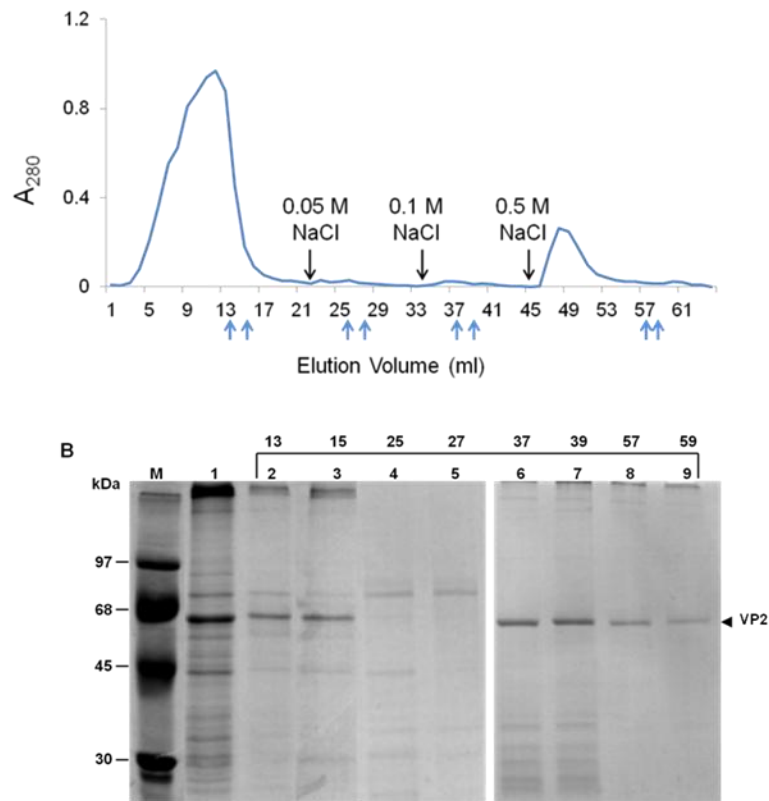 1.2
0.8
0.4
0
A280
0.05 M
NaCl
0.1 M
NaCl
0.5 M
NaCl
1 5 9 13 17 21 25 29 33 37 41 45 49 53 57 61
Elution Volume (ml)
B
13 15 25 27 37 39 57 59
M 1 2 3 4 5 6 7 8 9
kDa
97
68
VP2
45
30